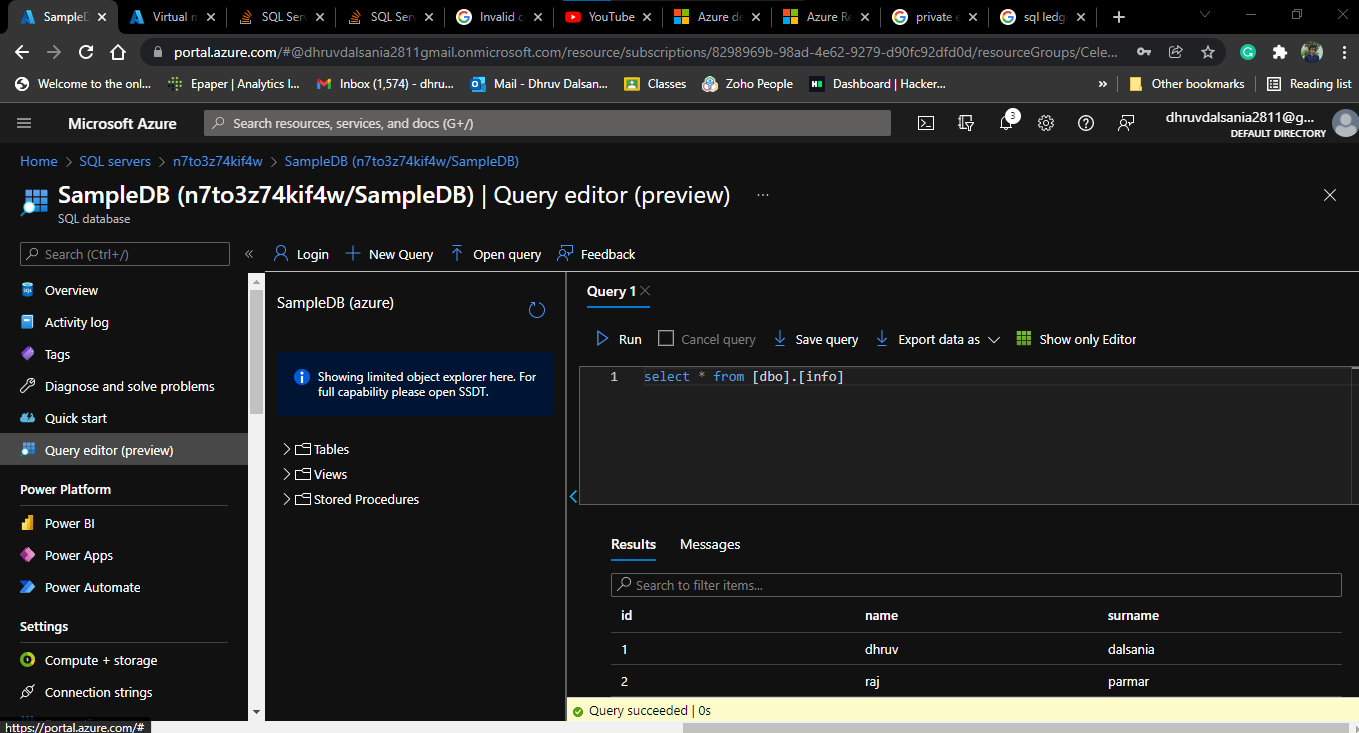 SampleD
Virtual m
SQL Serv
SQL Serv
Invalid c
YouTube
Azure de
Azure Re
private e
sql ledge
portal.azure.com/#@dhruvdalsania2811gmail.onmicrosoft.com/resource/subscriptions/8298969b-98ad-4e62-9279-d90fc92dfd0d/resourceGroups/Cele...
Welcome to the onl...
Epaper | Analytics I...
Inbox (1,574) - dhru...
Mail - Dhruv Dalsan...
Classes
Zoho People
Dashboard | Hacker...
»
Other bookmarks
Reading list
Microsoft Azure
Search resources, services, and docs (G+/)
3
dhruvdalsania2811@g...
DEFAULT DIRECTORY
Home > SQL servers > n7to3z74kif4w > SampleDB (n7to3z74kif4w/SampleDB)
SampleDB (n7to3z74kif4w/SampleDB) | Query editor (preview) ...
SQL database
Search (Ctrl+/)
«
Login
New Query
Open query
Feedback
Overview
Activity log
Tags
Diagnose and solve problems
Quick start
Query editor (preview)
Power Platform
Power BI
Power Apps
Power Automate
Settings
Compute + storage
Connection strings
https://portal.azure.com/#
SampleDB (azure)
Showing limited object explorer here. For
full capability please open SSDT.
Tables
Views
Stored Procedures
Query 1
Run
Cancel query
Save query
Export data as
Show only Editor
1 select * from [dbo].[info]
Results
Messages
Search to filter items...
id name surname
1 dhruv dalsania
2 raj parmar
Query succeeded | 0s